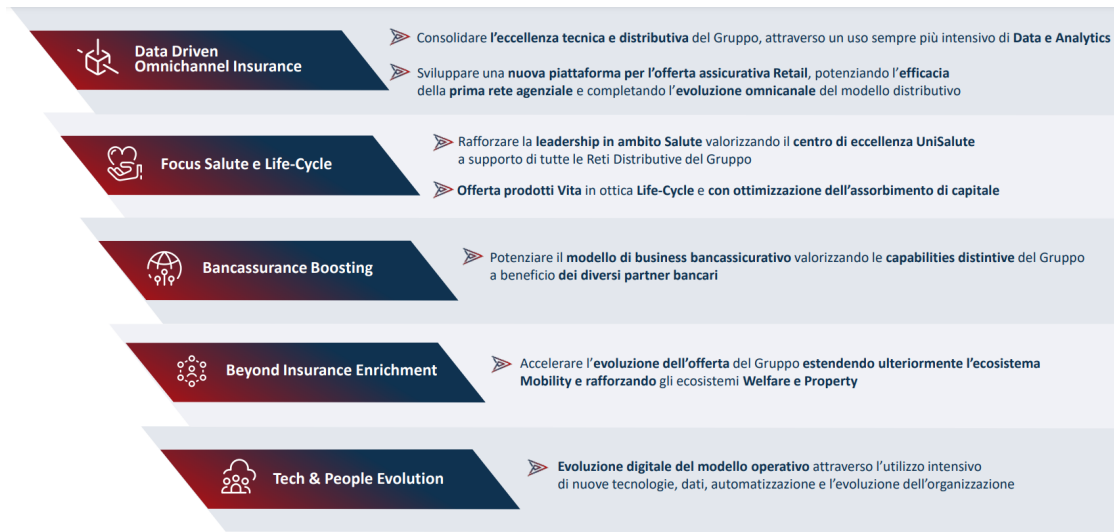 Data Driven
Omnichannel Insurance
Consolidare l'eccellenza tecnica e distributiva del Gruppo, attraverso un uso sempre più intensivo di Data e Analytics
Sviluppare una nuova piattaforma per l'offerta assicurativa Retail, potenziando l'efficacia
della prima rete agenziale e completando l'evoluzione omnicanale del modello distributivo
Focus Salute e Life-Cycle
Rafforzare la leadership in ambito Salute valorizzando il centro di eccellenza UniSalute
a supporto di tutte le Reti Distributive del Gruppo
Offerta prodotti Vita in ottica Life-Cycle e con ottimizzazione dell'assorbimento di capitale
Bancassurance Boosting
Potenziare il modello di business bancassicurativo valorizzando le capabilities distintive del Gruppo
a beneficio dei diversi partner bancari
Beyond Insurance Enrichment
Accelerare l'evoluzione dell'offerta del Gruppo estendendo ulteriormente l'ecosistema
Mobility e rafforzando gli ecosistemi Welfare e Property
Tech & People Evolution
Evoluzione digitale del modello operativo attraverso l'utilizzo intensivo
di nuove tecnologie, dati, automatizzazione e l'evoluzione dell'organizzazione